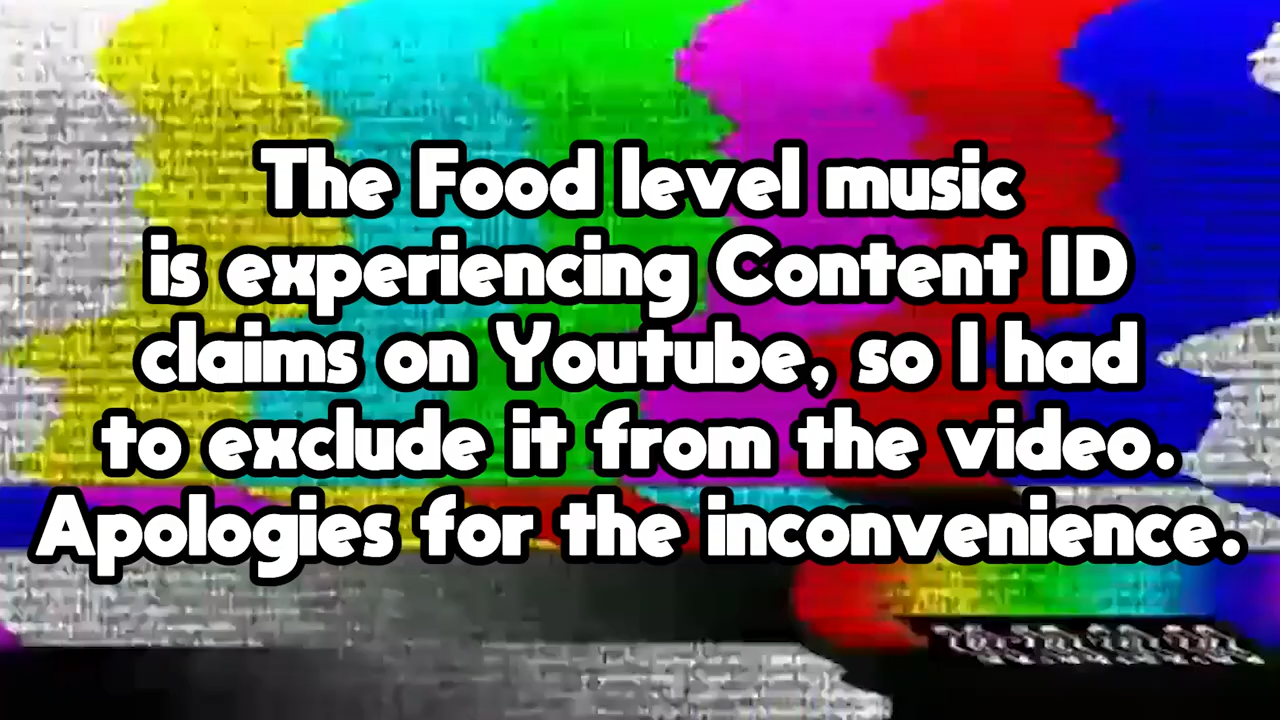 The Food level music
is experiencing Content ID
claims on Youtube, so I had
to exclude it from the video.
Apologies for the inconvenience.